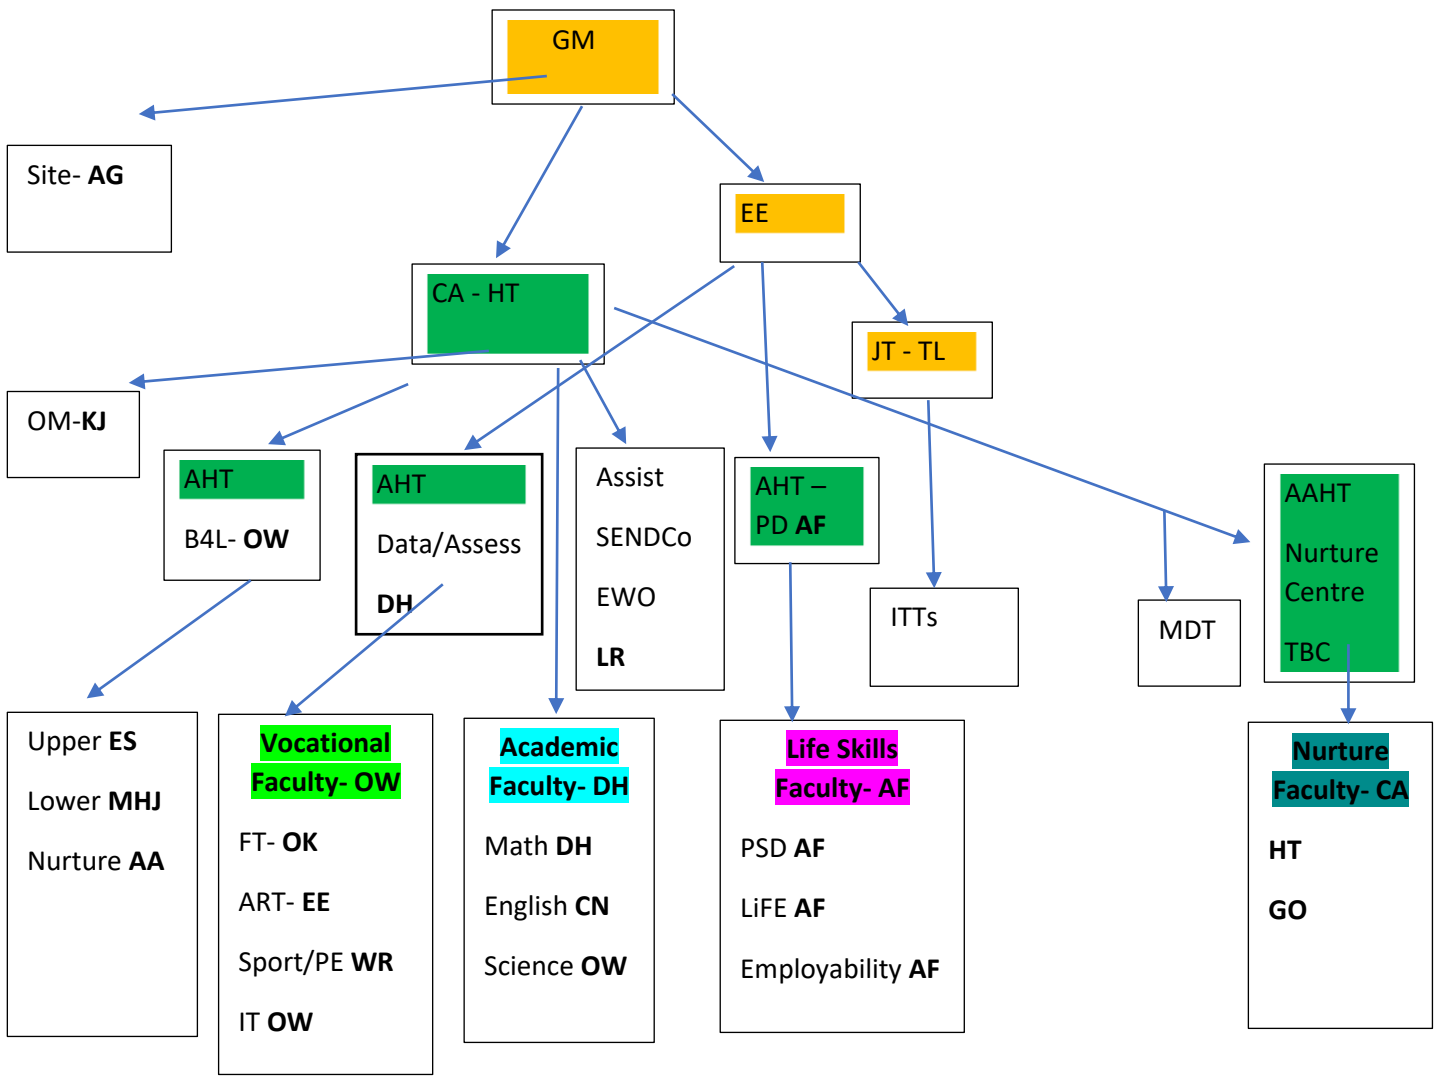 GM
Site- AG
EE
CA - HT
JT - TL
OM-KJ
AHT
B4L- OW
AHT
Data/Assess
DH
Assist
SENDCo
EWO
LR
AHT –
PD AF
ITTs
MDT
AAHT
Nurture
Centre
TBC
Upper ES
Lower MHJ
Nurture AA
Vocational
Faculty- OW
FT- OK
ART- EE
Sport/PE WR
IT OW
Academic
Faculty- DH
Math DH
English CN
Science OW
Life Skills
Faculty- AF
PSD AF
LiFE AF
Employability AF
Nurture
Faculty- CA
HT
GO